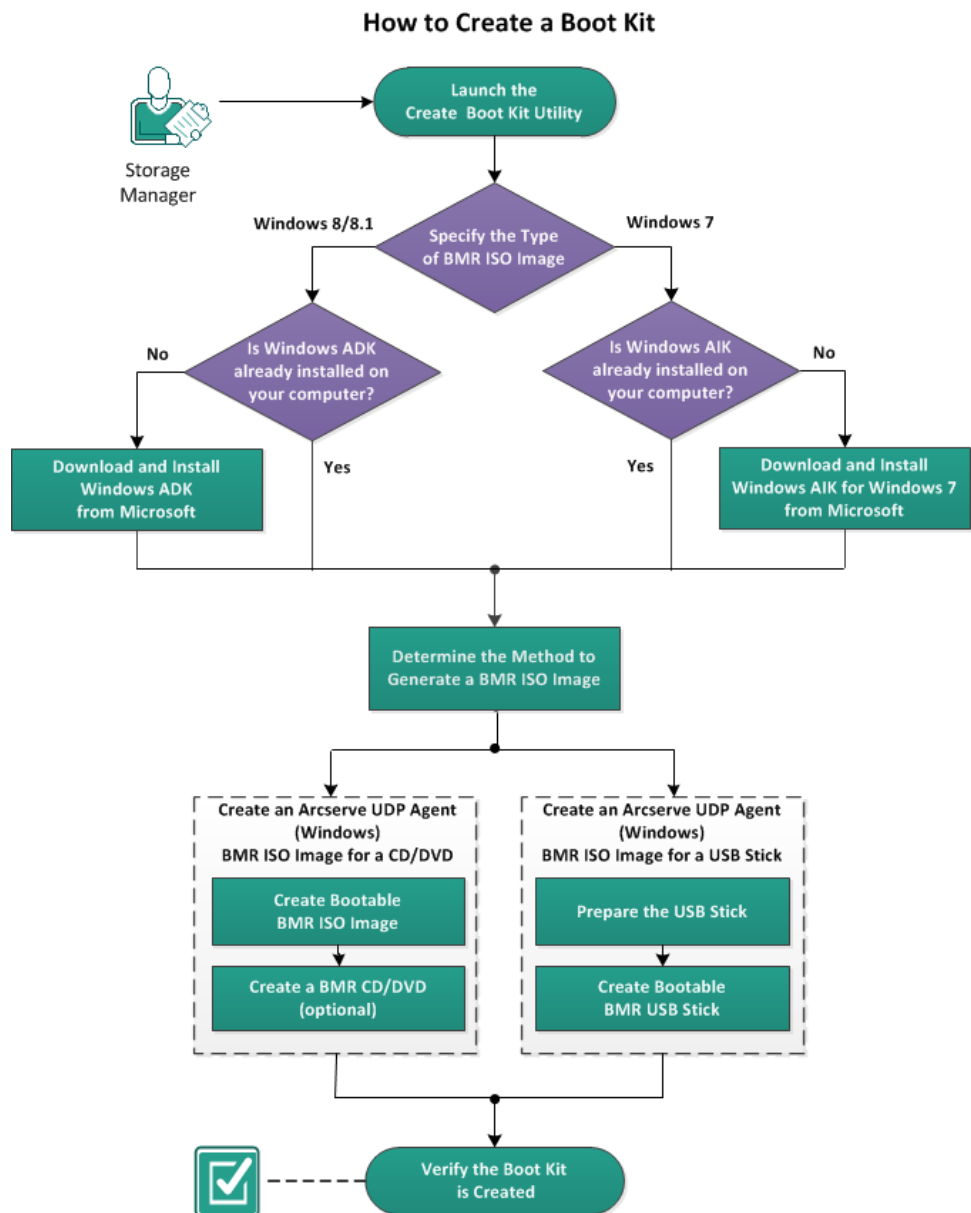 How to Create a Boot Kit
Launch the
Create Boot Kit Utility
Storage
Manager
Windows 8/8.1
Windows 7
Specify the Type
of BMR ISO Image
No
Is Windows ADK
already installed on
your computer?
Is Windows AIK
already installed on
your computer?
No
Download and Install
Windows ADK
from Microsoft
Yes
Yes
Download and Install
Windows AIK for Windows 7
from Microsoft
Determine the Method to
Generate a BMR ISO Image
Create an Arcserve UDP Agent
(Windows)
BMR ISO Image for a CD/DVD
Create Bootable
BMR ISO Image
Create a BMR CD/DVD
(optional)
Create an Arcserve UDP Agent
(Windows)
BMR ISO Image for a USB Stick
Prepare the USB Stick
Create Bootable
BMR USB Stick
Verify the Boot Kit
is Created